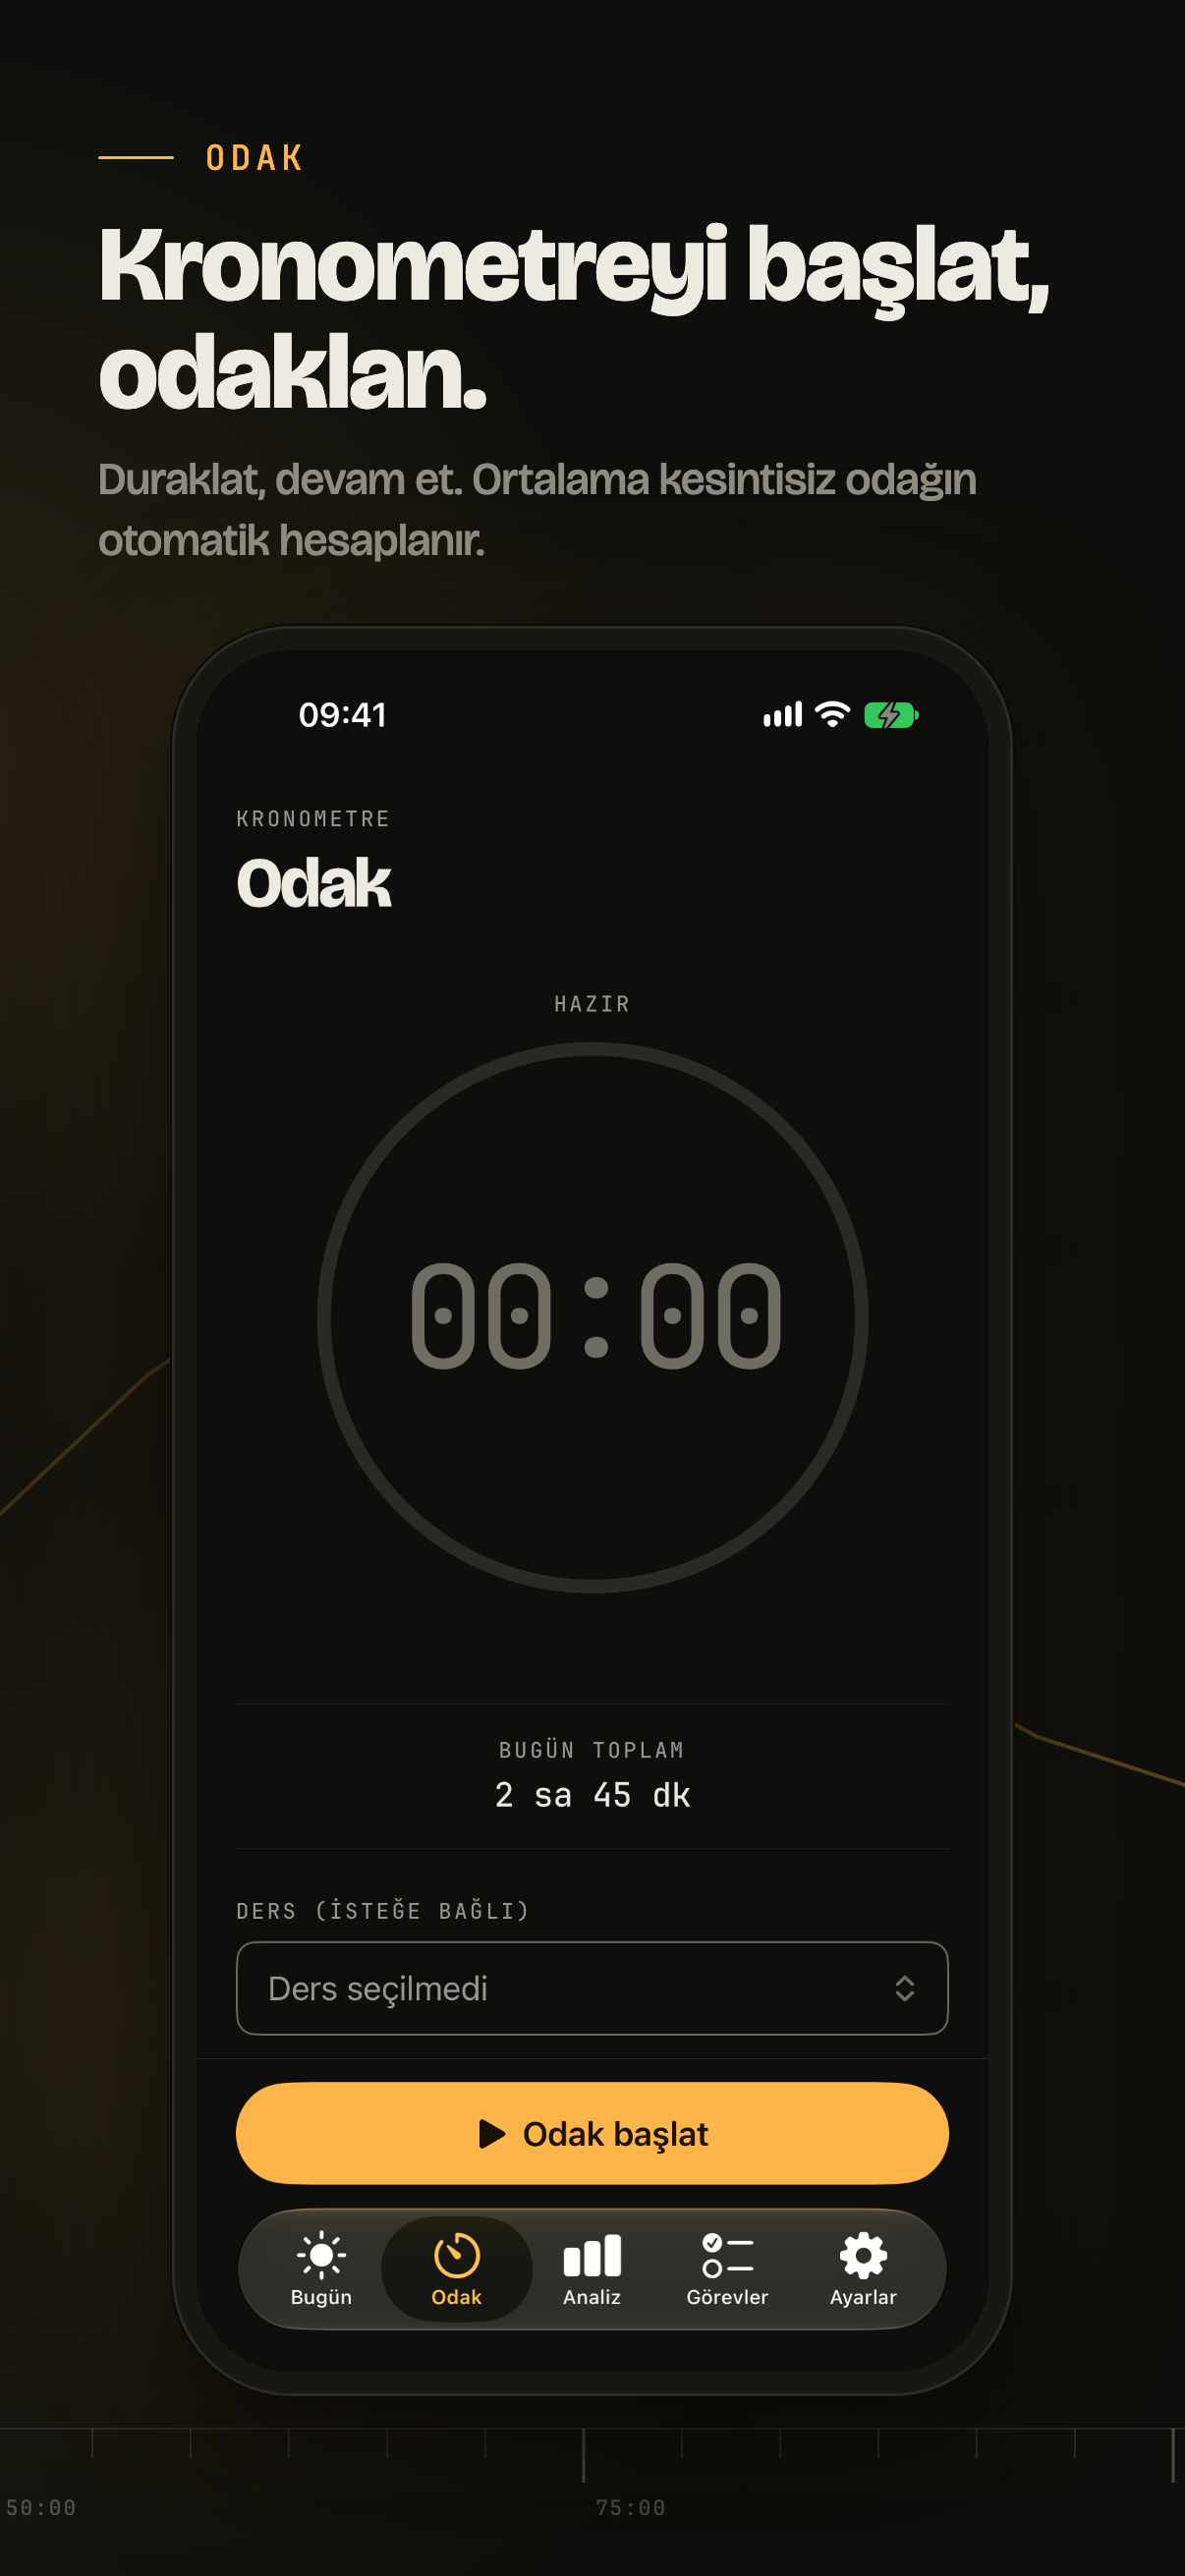 ODAK
Kronometreyi başlat,
odaklan.
Duraklat, devam et. Ortalama kesintisiz odağın
otomatik hesaplanır.
09:41
KRONOMETRE
Odak
HAZIR
00:00
BUGÜN TOPLAM
2 sa 45 dk
DERS (İSTEĞE BAĞLI)
Ders seçilmedi
Odak başlat
Bugün Odak Analiz Görevler Ayarlar
50:00 75:00